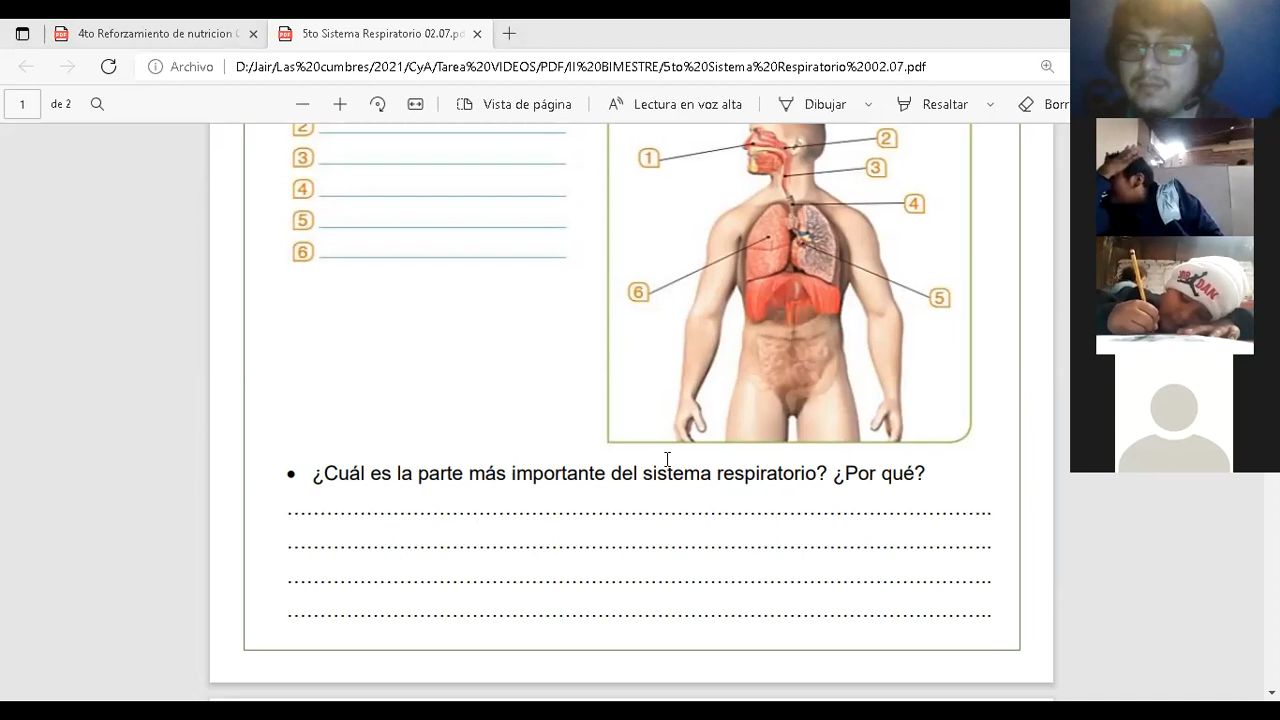 4to Reforzamiento de nutricion
5to Sistema Respiratorio 02.07.pd
Archivo D:/Jair/Las%20cumbres/2021/CyA/Tarea%20VIDEOS/PDF/II%20BIMESTRE/5to%20Sistema%20Respiratorio%2002.07.pdf
1 de 2 Vista de página Lectura en voz alta Dibujar Resaltar Borr
2
3
4
5
6
1
2
3
4
5
6
• ¿Cuál es la parte más importante del sistema respiratorio? ¿Por qué?
JORDAN